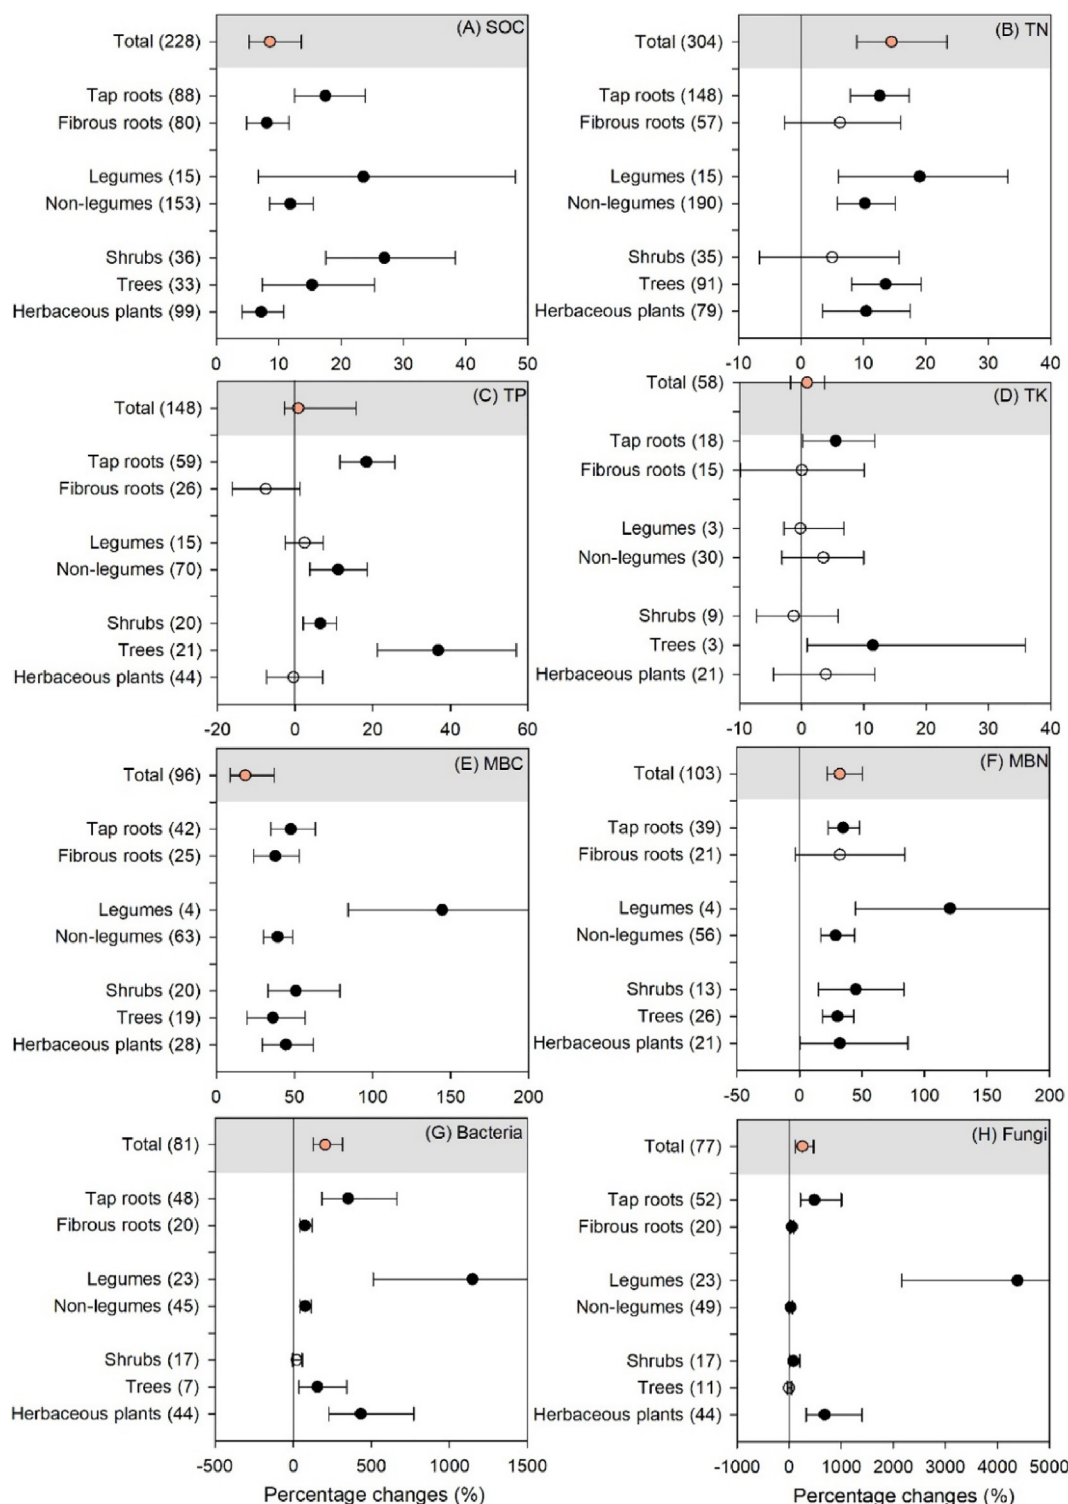 (A) SOC
Total (228)
Tap roots (88)
Fibrous roots (80)
Legumes (15)
Non-legumes (153)
Shrubs (36)
Trees (33)
Herbaceous plants (99)
0 10 20 30 40 50
(B) TN
Total (304)
Tap roots (148)
Fibrous roots (57)
Legumes (15)
Non-legumes (190)
Shrubs (35)
Trees (91)
Herbaceous plants (79)
-10 0 10 20 30 40
(C) TP
Total (148)
Tap roots (59)
Fibrous roots (26)
Legumes (15)
Non-legumes (70)
Shrubs (20)
Trees (21)
Herbaceous plants (44)
-20 0 20 40 60
Total (58)
(D) TK
Tap roots (18)
Fibrous roots (15)
Legumes (3)
Non-legumes (30)
Shrubs (9)
Trees (3)
Herbaceous plants (21)
-10 0 10 20 30 40
(E) MBC
Total (96)
Tap roots (42)
Fibrous roots (25)
Legumes (4)
Non-legumes (63)
Shrubs (20)
Trees (19)
Herbaceous plants (28)
0 50 100 150 200
(F) MBN
Total (103)
Tap roots (39)
Fibrous roots (21)
Legumes (4)
Non-legumes (56)
Shrubs (13)
Trees (26)
Herbaceous plants (21)
-50 0 50 100 150 200
(G) Bacteria
Total (81)
Tap roots (48)
Fibrous roots (20)
Legumes (23)
Non-legumes (45)
Shrubs (17)
Trees (7)
Herbaceous plants (44)
-500 0 500 1000 1500
Percentage changes (%)
(H) Fungi
Total (77)
Tap roots (52)
Fibrous roots (20)
Legumes (23)
Non-legumes (49)
Shrubs (17)
Trees (11)
Herbaceous plants (44)
-1000 0 1000 2000 3000 4000 5000
Percentage changes (%)